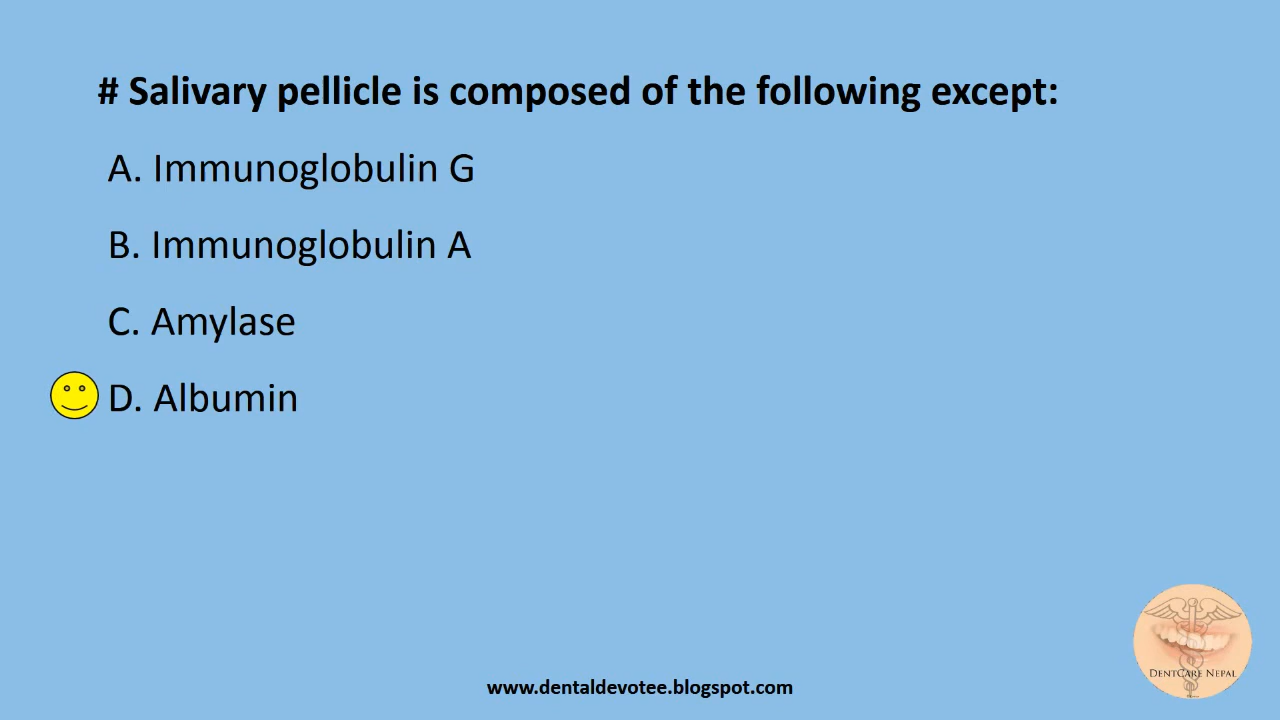 # Salivary pellicle is composed of the following except:
A. Immunoglobulin G
B. Immunoglobulin A
C. Amylase
D. Albumin
DENTCARE NEPAL
www.dentaldevotee.blogspot.com